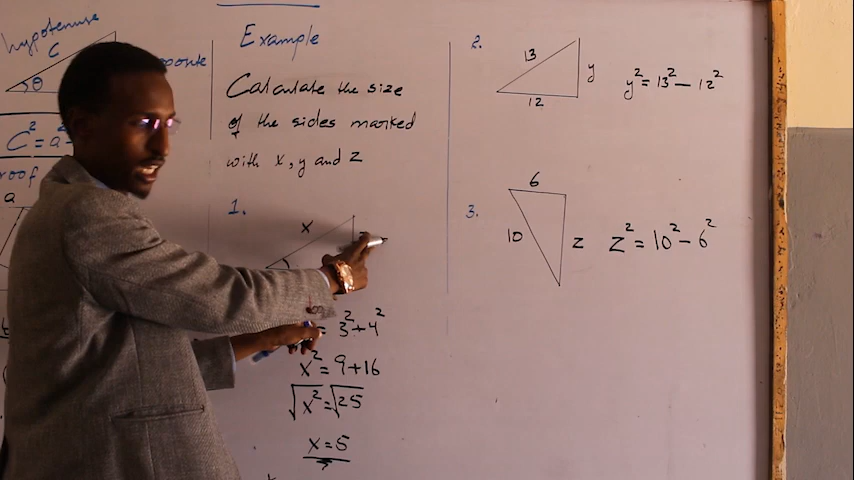 hypotenuse
C
θ
C² = a²
a
Example
Calculate the size
of the sides marked
with x, y and z
1.
x
= 3² + 4²
x² = 9 + 16
√x² = √25
x = 5
2.
13
y
12
y² = 13² - 12²
3.
6
10
z
z² = 10² - 6²